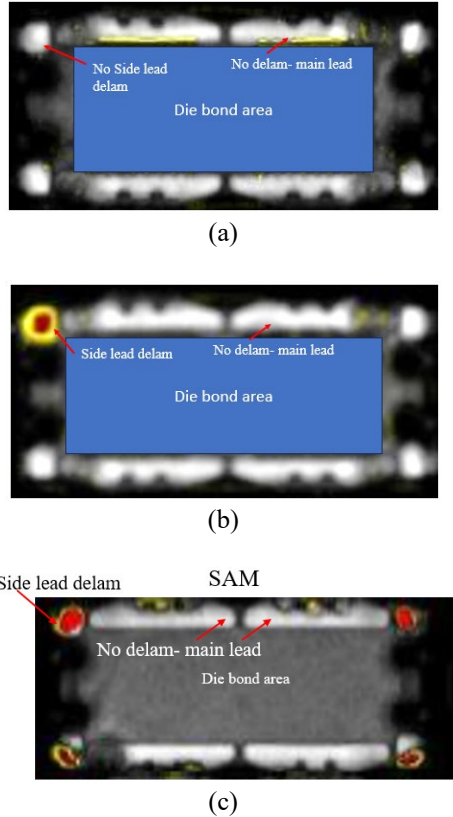 No Side lead
delam
No delam- main lead
Die bond area
(a)
Side lead delam
No delam- main lead
Die bond area
(b)
Side lead delam
SAM
No delam- main lead
Die bond area
(c)